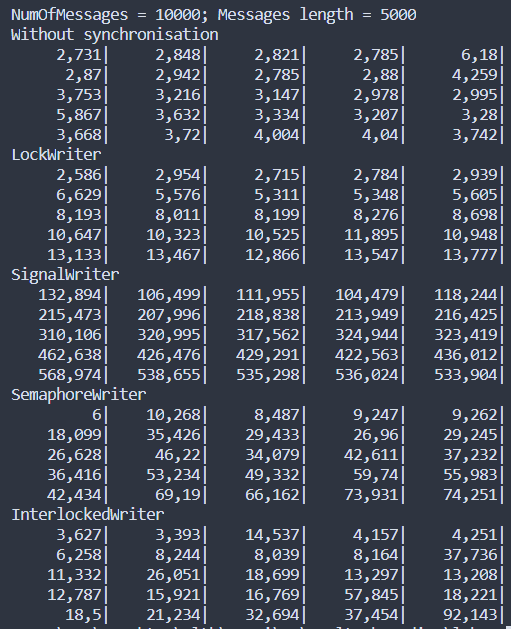 NumOfMessages = 10000; Messages length = 5000
Without synchronisation
2,731| 2,848| 2,821| 2,785| 6,18|
2,87| 2,942| 2,785| 2,88| 4,259|
3,753| 3,216| 3,147| 2,978| 2,995|
5,867| 3,632| 3,334| 3,207| 3,28|
3,668| 3,72| 4,004| 4,04| 3,742|
LockWriter
2,586| 2,954| 2,715| 2,784| 2,939|
6,629| 5,576| 5,311| 5,348| 5,605|
8,193| 8,011| 8,199| 8,276| 8,698|
10,647| 10,323| 10,525| 11,895| 10,948|
13,133| 13,467| 12,866| 13,547| 13,777|
SignalWriter
132,894| 106,499| 111,955| 104,479| 118,244|
215,473| 207,996| 218,838| 213,949| 216,425|
310,106| 320,995| 317,562| 324,944| 323,419|
462,638| 426,476| 429,291| 422,563| 436,012|
568,974| 538,655| 535,298| 536,024| 533,904|
SemaphoreWriter
6| 10,268| 8,487| 9,247| 9,262|
18,099| 35,426| 29,433| 26,96| 29,245|
26,628| 46,22| 34,079| 42,611| 37,232|
36,416| 53,234| 49,332| 59,74| 55,983|
42,434| 69,19| 66,162| 73,931| 74,251|
InterlockedWriter
3,627| 3,393| 14,537| 4,157| 4,251|
6,258| 8,244| 8,039| 8,164| 37,736|
11,332| 26,051| 18,699| 13,297| 13,208|
12,787| 15,921| 16,769| 57,845| 18,221|
18,5| 21,234| 32,694| 37,454| 92,143|